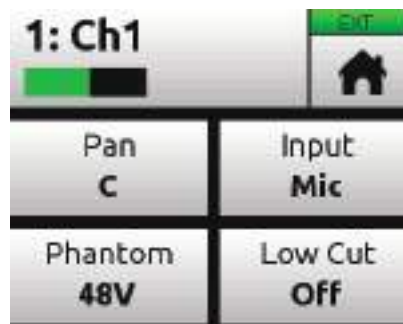 1: Ch1
EXT
Pan
C
Input
Mic
Phantom
48V
Low Cut
Off